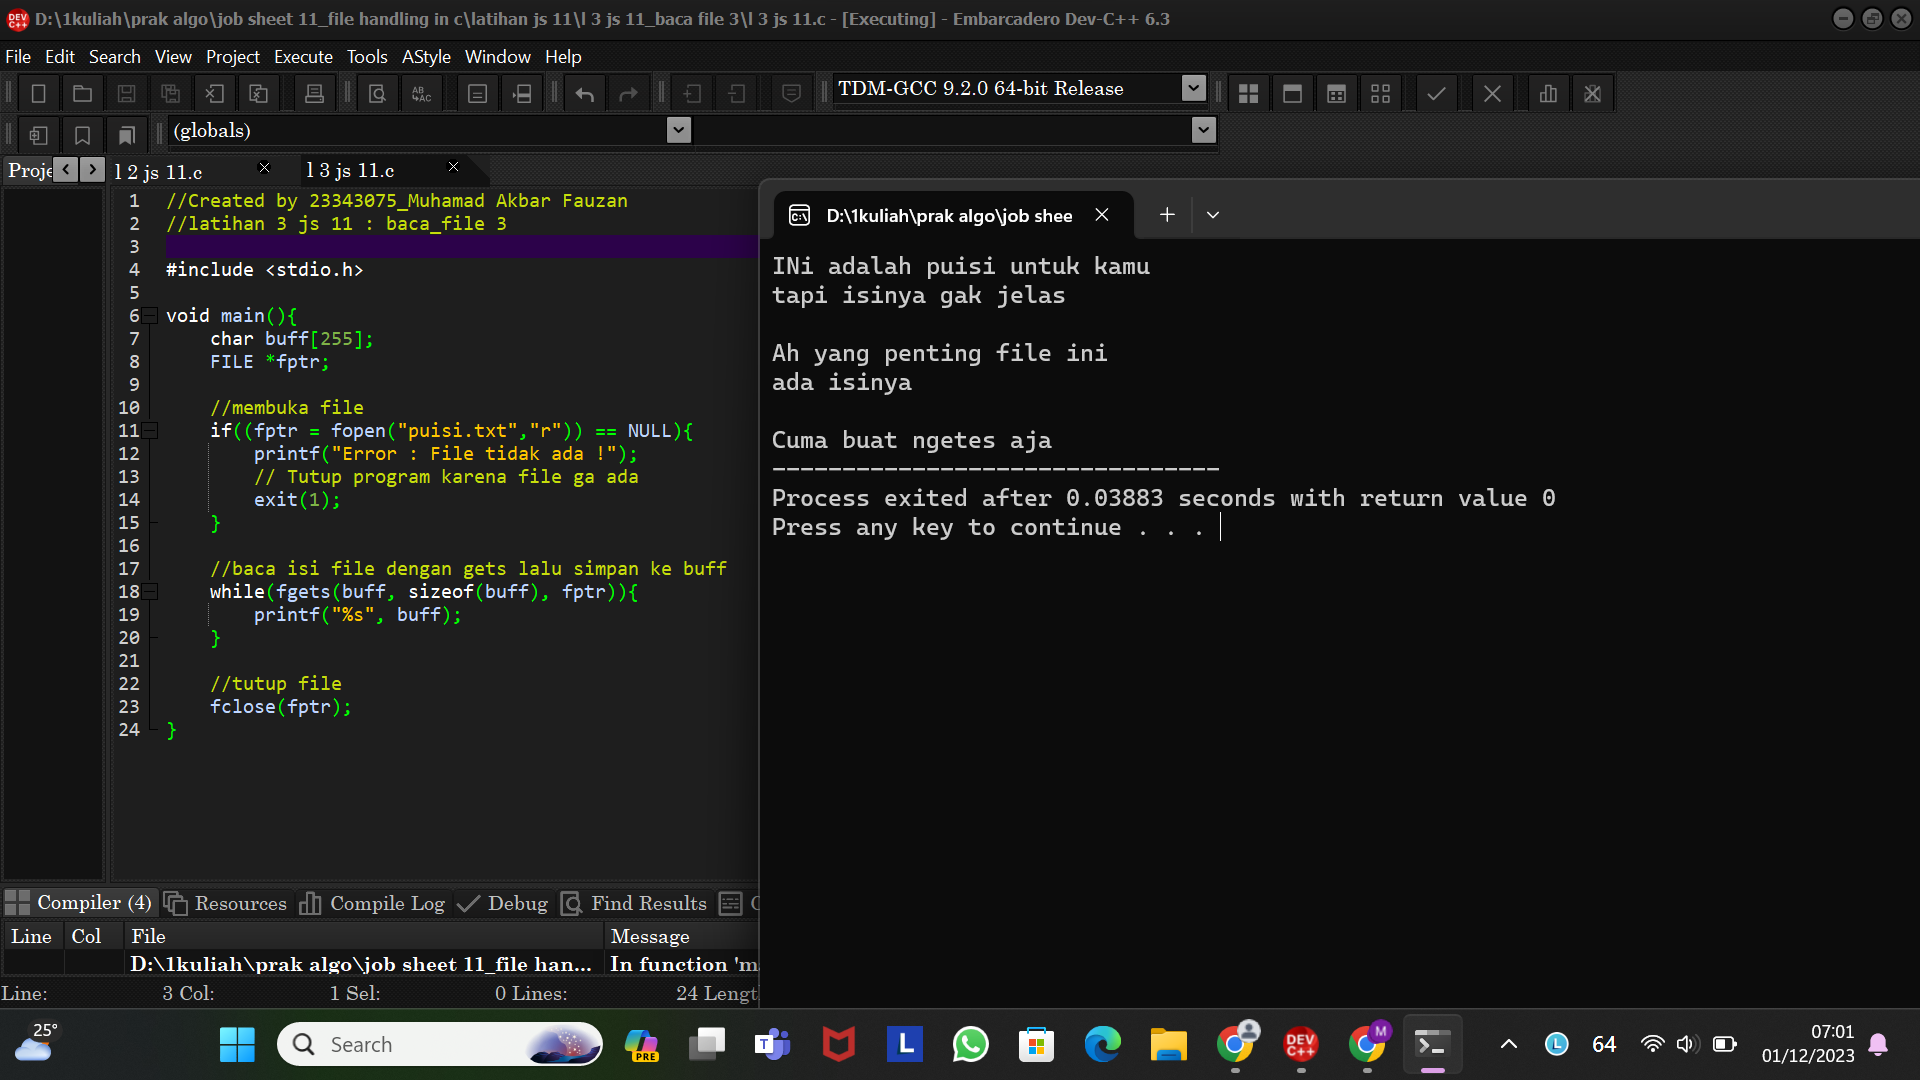 D:\1kuliah\prak algo\job sheet 11_file handling in c\latihan js 11\l 3 js 11_baca file 3\l 3 js 11.c - [Executing] - Embarcadero Dev-C++ 6.3
File Edit Search View Project Execute Tools AStyle Window Help
TDM-GCC 9.2.0 64-bit Release
(globals)
Proje
l 2 js 11.c
l 3 js 11.c
1 //Created by 23343075_Muhamad Akbar Fauzan
2 //latihan 3 js 11 : baca_file 3
3
4 #include <stdio.h>
5
6 void main(){
7 char buff[255];
8 FILE *fptr;
9
10 //membuka file
11 if((fptr = fopen("puisi.txt","r")) == NULL){
12 printf("Error : File tidak ada !");
13 // Tutup program karena file ga ada
14 exit(1);
15 }
16
17 //baca isi file dengan gets lalu simpan ke buff
18 while(fgets(buff, sizeof(buff), fptr)){
19 printf("%s", buff);
20 }
21
22 //tutup file
23 fclose(fptr);
24 }
D:\1kuliah\prak algo\job shee
INi adalah puisi untuk kamu
tapi isinya gak jelas
Ah yang penting file ini
ada isinya
Cuma buat ngetes aja
--------------------------------
Process exited after 0.03883 seconds with return value 0
Press any key to continue . . .
Compiler (4) Resources Compile Log Debug Find Results
Line Col File Message
D:\1kuliah\prak algo\job sheet 11_file han... In function 'm
Line: 3 Col: 1 Sel: 0 Lines: 24 Lengt
25°
Search
PRE
T
L
DEV C++
M
L
64
07:01
01/12/2023